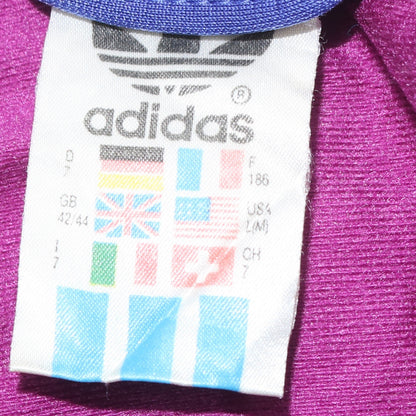 adidas ®
D F
7 186
GB USA
42/44 L(M)
I CH
7 7